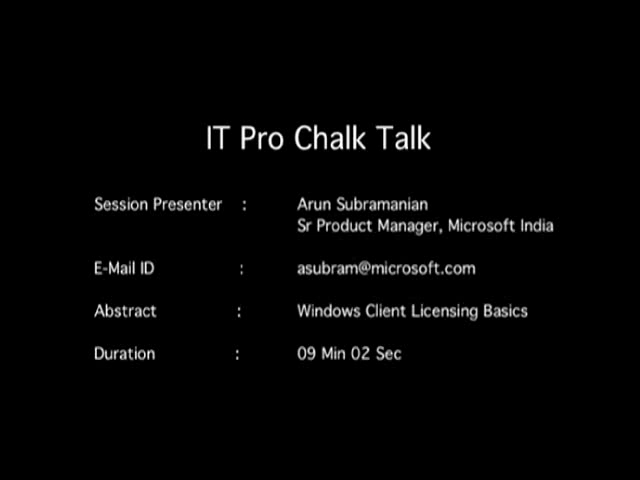 IT Pro Chalk Talk
Session Presenter : Arun Subramanian
Sr Product Manager, Microsoft India
E-Mail ID : asubram@microsoft.com
Abstract : Windows Client Licensing Basics
Duration : 09 Min 02 Sec